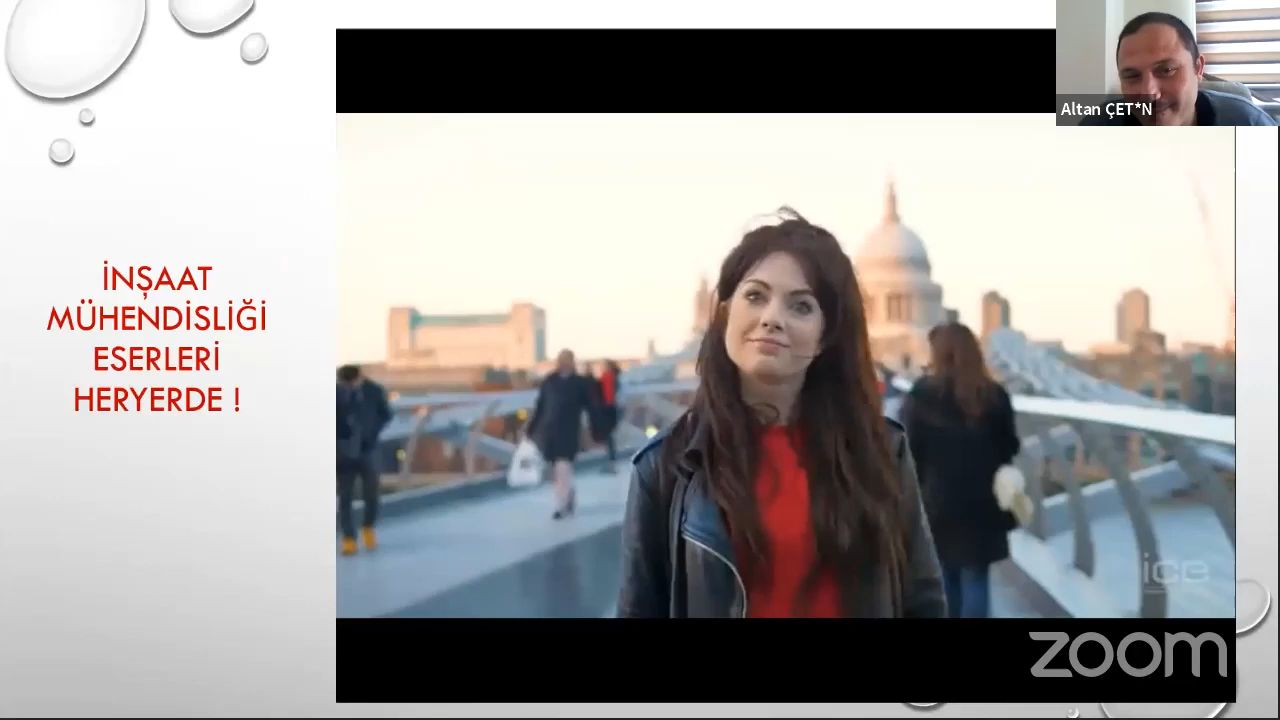 Altan ÇET*N
İNŞAAT
MÜHENDİSLİĞİ
ESERLERİ
HERYERDE !
ice
zoom